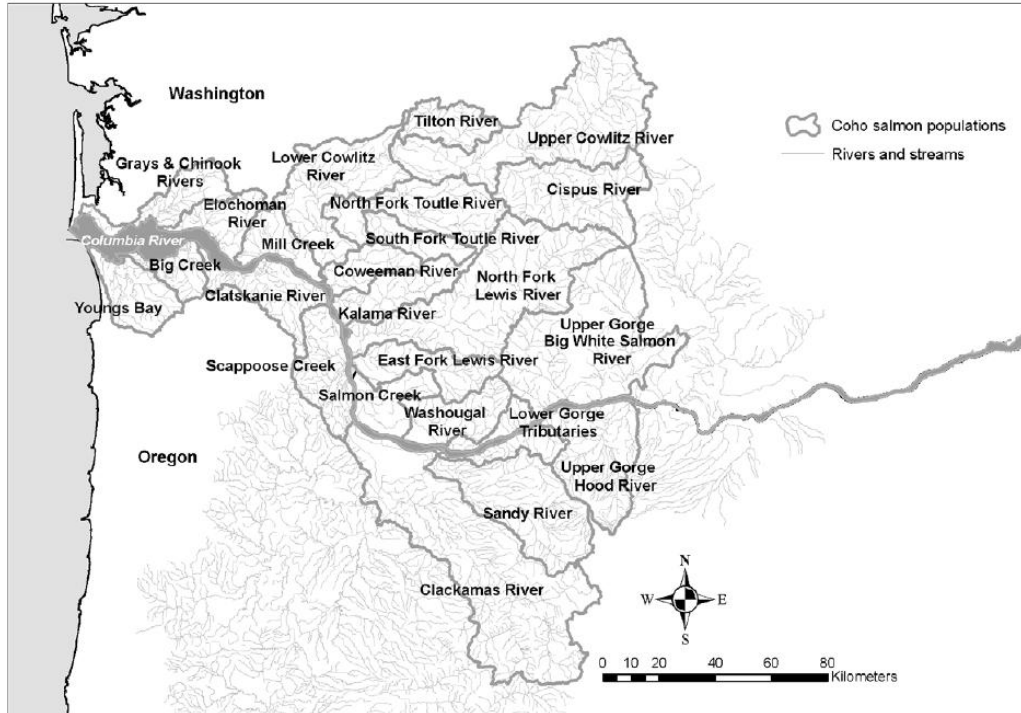 Washington
Tilton River
Upper Cowlitz River
Coho salmon populations
Rivers and streams
Grays & Chinook
Rivers
Lower Cowlitz
River
Cispus River
Elochoman
River
North Fork Toutle River
Columbia River
Mill Creek
South Fork Toutle River
Big Creek
Coweeman River
North Fork
Lewis River
Youngs Bay
Clatskanie River
Kalama River
Upper Gorge
Big White Salmon
River
Scappoose Creek
East Fork Lewis River
Salmon Creek
Washougal
River
Lower Gorge
Tributaries
Oregon
Upper Gorge
Hood River
Sandy River
Clackamas River
N
W
E
S
0 10 20 40 60 80
Kilometers